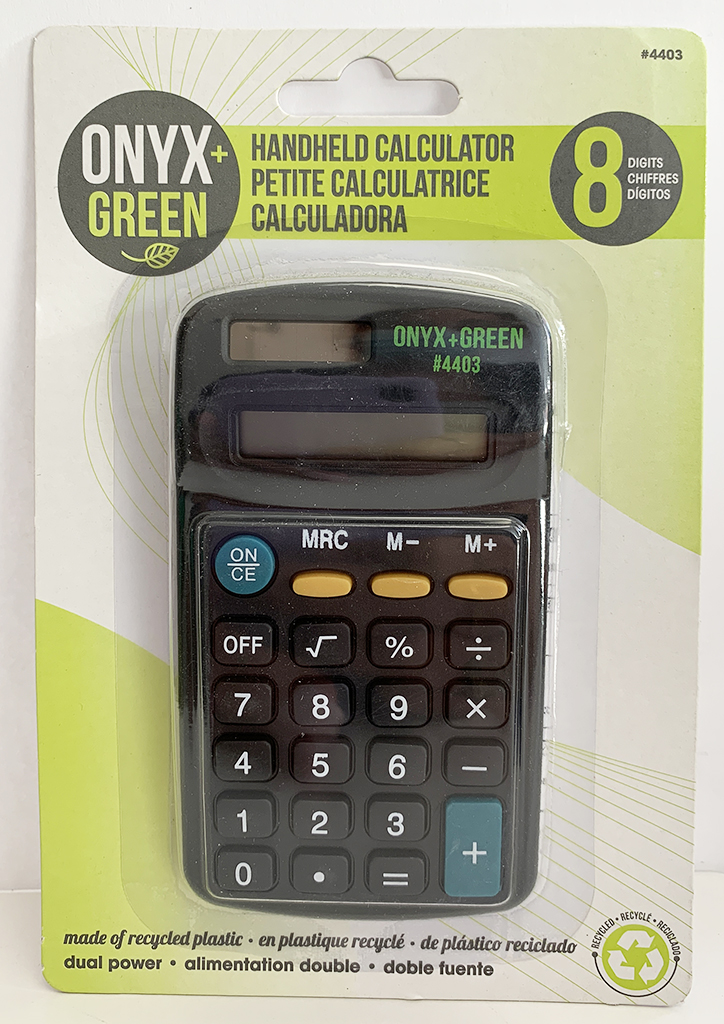 #4403
ONYX+
GREEN
HANDHELD CALCULATOR
PETITE CALCULATRICE
CALCULADORA
8
DIGITS
CHIFFRES
DÍGITOS
ONYX+GREEN
#4403
ON
CE
MRC M− M+
OFF √ % ÷
7 8 9 ×
4 5 6 −
1 2 3
+
0 • =
made of recycled plastic • en plastique recyclé • de plástico reciclado
dual power • alimentation double • doble fuente
RECYCLED • RECYCLÉ • RECICLADO